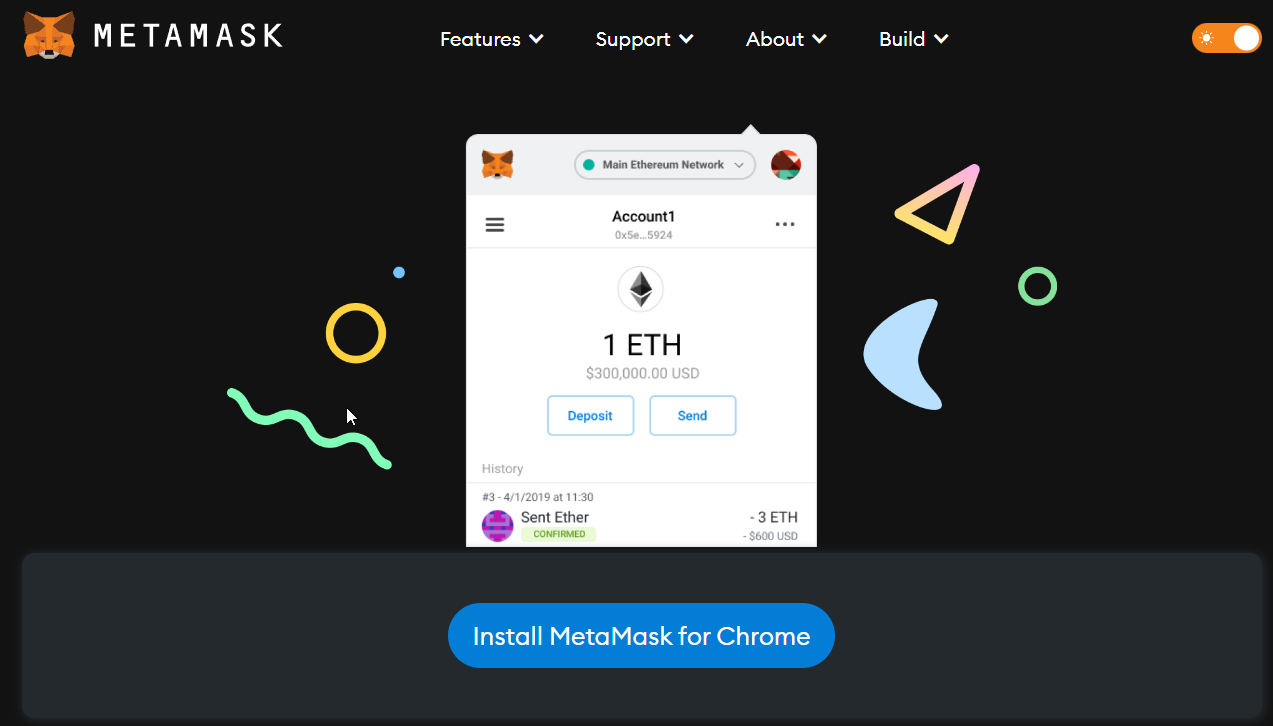 METAMASK
Features Support About Build
Main Ethereum Network
Account1
0x5e...5924
1 ETH
$300,000.00 USD
Deposit Send
History
#3 - 4/1/2019 at 11:30
Sent Ether - 3 ETH
CONFIRMED - $600 USD
Install MetaMask for Chrome